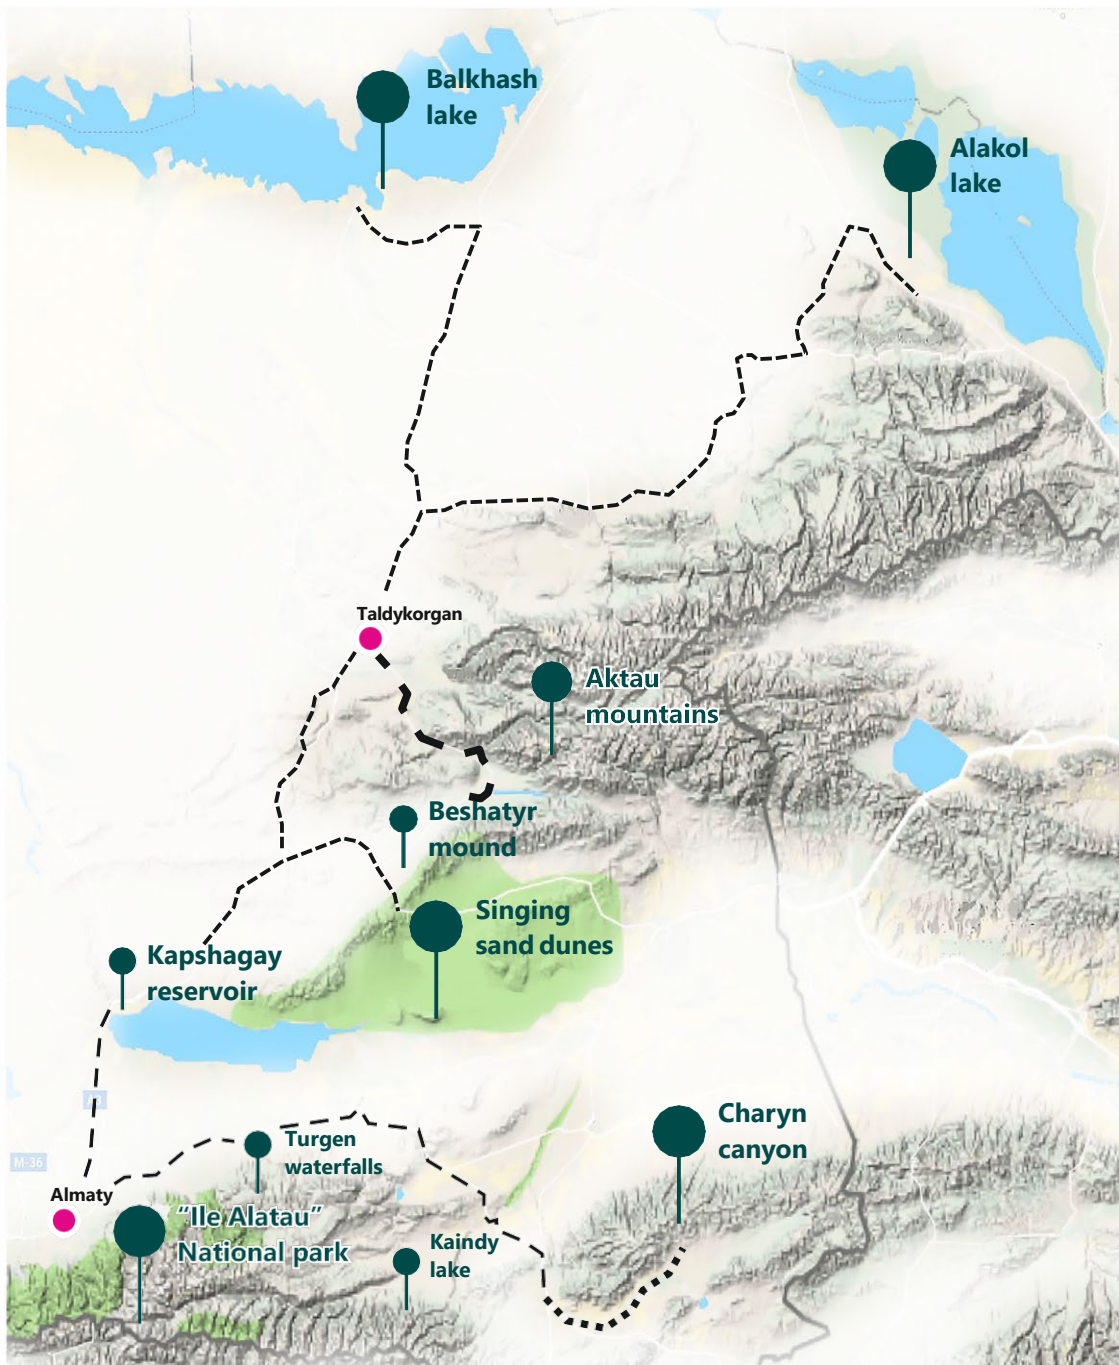 Balkhash
lake
Alakol
lake
Taldykorgan
Aktau
mountains
Beshatyr
mound
Singing
sand dunes
Kapshagay
reservoir
A3
Charyn
canyon
Turgen
waterfalls
M-36
Almaty
“Ile Alatau”
National park
Kaindy
lake